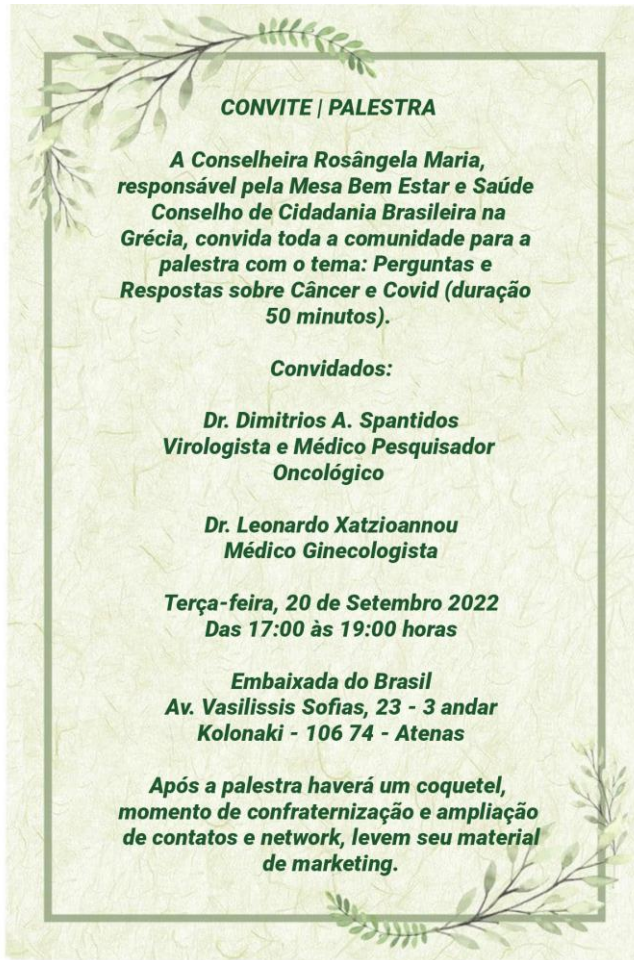 CONVITE | PALESTRA
A Conselheira Rosângela Maria,
responsável pela Mesa Bem Estar e Saúde
Conselho de Cidadania Brasileira na
Grécia, convida toda a comunidade para a
palestra com o tema: Perguntas e
Respostas sobre Câncer e Covid (duração
50 minutos).
Convidados:
Dr. Dimitrios A. Spantidos
Virologista e Médico Pesquisador
Oncológico
Dr. Leonardo Xatzioannou
Médico Ginecologista
Terça-feira, 20 de Setembro 2022
Das 17:00 às 19:00 horas
Embaixada do Brasil
Av. Vasilissis Sofias, 23 - 3 andar
Kolonaki - 106 74 - Atenas
Após a palestra haverá um coquetel,
momento de confraternização e ampliação
de contatos e network, levem seu material
de marketing.